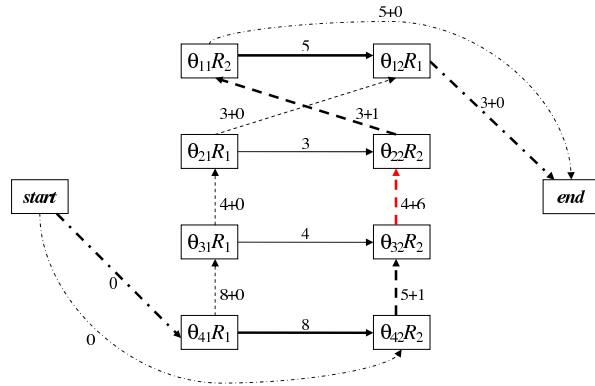 5+0
θ₁₁R₂ 5 θ₁₂R₁
3+0 3+1 3+0
θ₂₁R₁ 3 θ₂₂R₂
start end
4+0 4+6
θ₃₁R₁ 4 θ₃₂R₂
0 8+0 5+1
θ₄₁R₁ 8 θ₄₂R₂
0